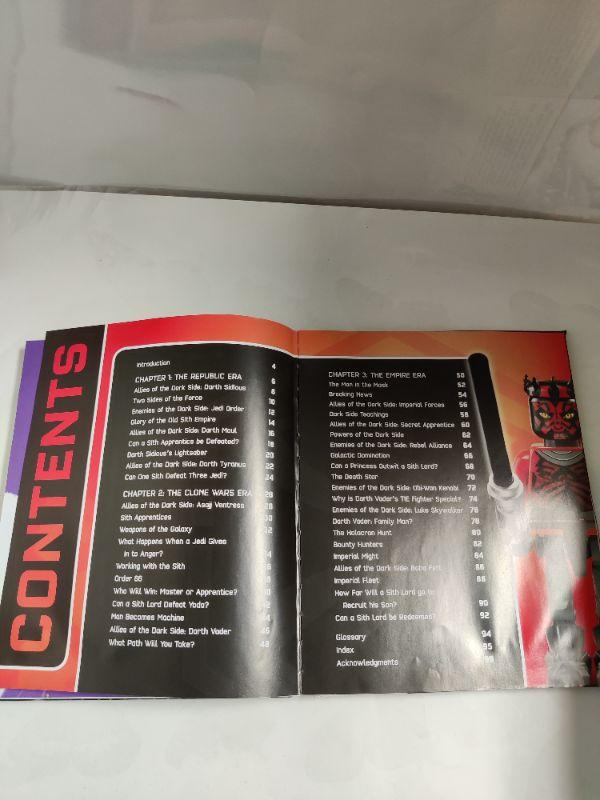 CONTENTS
Introduction 4
CHAPTER 1: THE REPUBLIC ERA 6
Allies of the Dark Side: Darth Sidious 8
Two Sides of the Force 10
Enemies of the Dark Side: Jedi Order 12
Glory of the Old Sith Empire 14
Allies of the Dark Side: Darth Maul 16
Can a Sith Apprentice be Defeated? 18
Darth Sidious's Lightsaber 20
Allies of the Dark Side: Darth Tyranus 22
Can One Sith Defeat Three Jedi? 24
CHAPTER 2: THE CLONE WARS ERA
Allies of the Dark Side: Asajj Ventress
Sith Apprentices
Weapons of the Galaxy
What Happens When a Jedi Gives
in to Anger?
Working with the Sith
Order 66
Who Will Win: Master or Apprentice?
Can a Sith Lord Defeat Yoda?
Man Becomes Machine
Allies of the Dark Side: Darth Vader
What Path Will You Take? 48
CHAPTER 3: THE EMPIRE ERA 50
The Man in the Mask 52
Breaking News 54
Allies of the Dark Side: Imperial Forces 56
Dark Side Teachings 58
Allies of the Dark Side: Secret Apprentice 60
Powers of the Dark Side 62
Enemies of the Dark Side: Rebel Alliance 64
Galactic Domination 66
Can a Princess Outwit a Sith Lord? 68
The Death Star 70
Enemies of the Dark Side: Obi-Wan Kenobi 72
Why is Darth Vader's TIE Fighter Special? 74
Enemies of the Dark Side: Luke Skywalker 76
Darth Vader: Family Man? 78
The Holocron Hunt 80
Bounty Hunters 82
Imperial Might 84
Allies of the Dark Side: Boba Fett 86
Imperial Fleet 88
How Far Will a Sith Lord go to
Recruit his Son? 90
Can a Sith Lord be Redeemed? 92
Glossary 94
Index 95
Acknowledgments